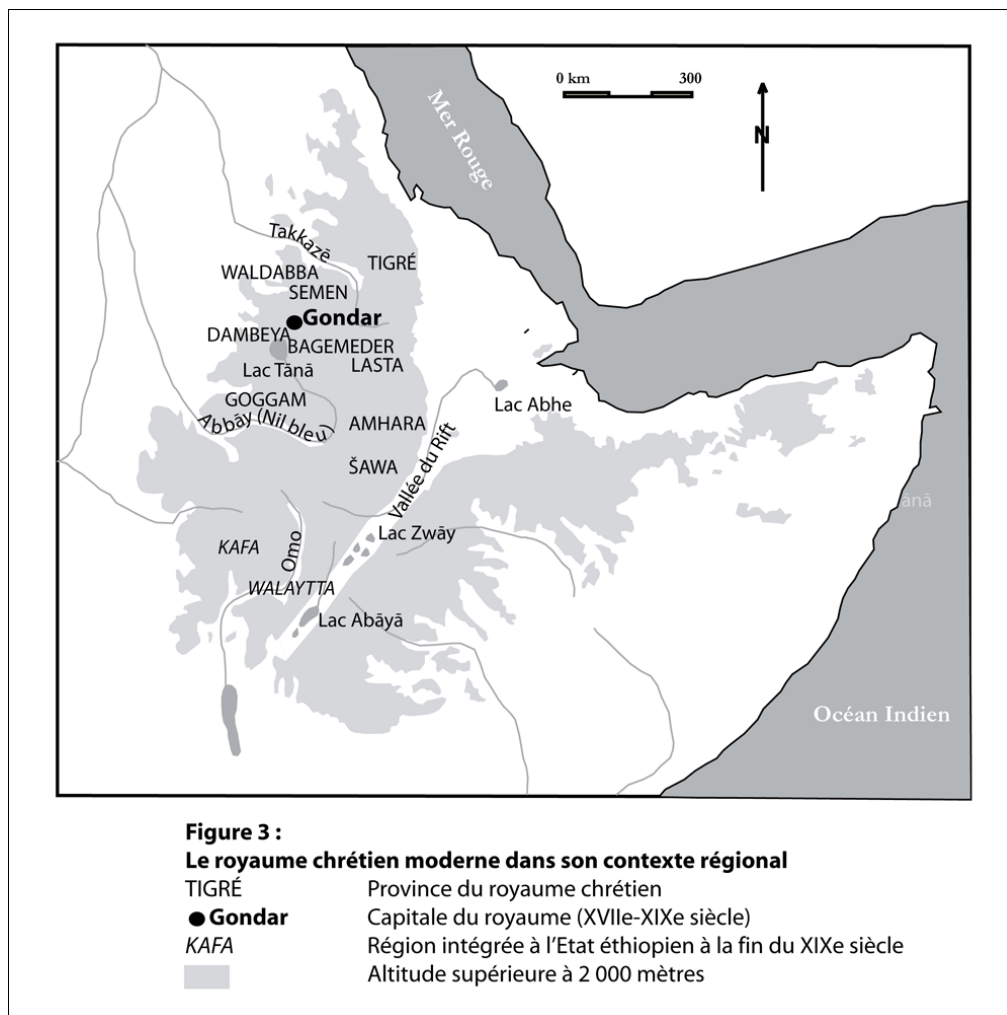 0 km 300
Mer Rouge
N
Takkazē
TIGRÉ
WALDABBA
SEMEN
Gondar
DAMBEYA
BAGEMEDER
LASTA
Lac Tānā
Lac Abhe
GOGGAM
Abbāy (Nil bleu)
AMHARA
Vallée du Rift
ŠAWA
ānā
Lac Zwāy
KAFA
Omo
WALAYTTA
Lac Abāyā
Océan Indien
Figure 3 :
Le royaume chrétien moderne dans son contexte régional
TIGRÉ Province du royaume chrétien
Gondar Capitale du royaume (XVIIe-XIXe siècle)
KAFA Région intégrée à l'Etat éthiopien à la fin du XIXe siècle
Altitude supérieure à 2 000 mètres